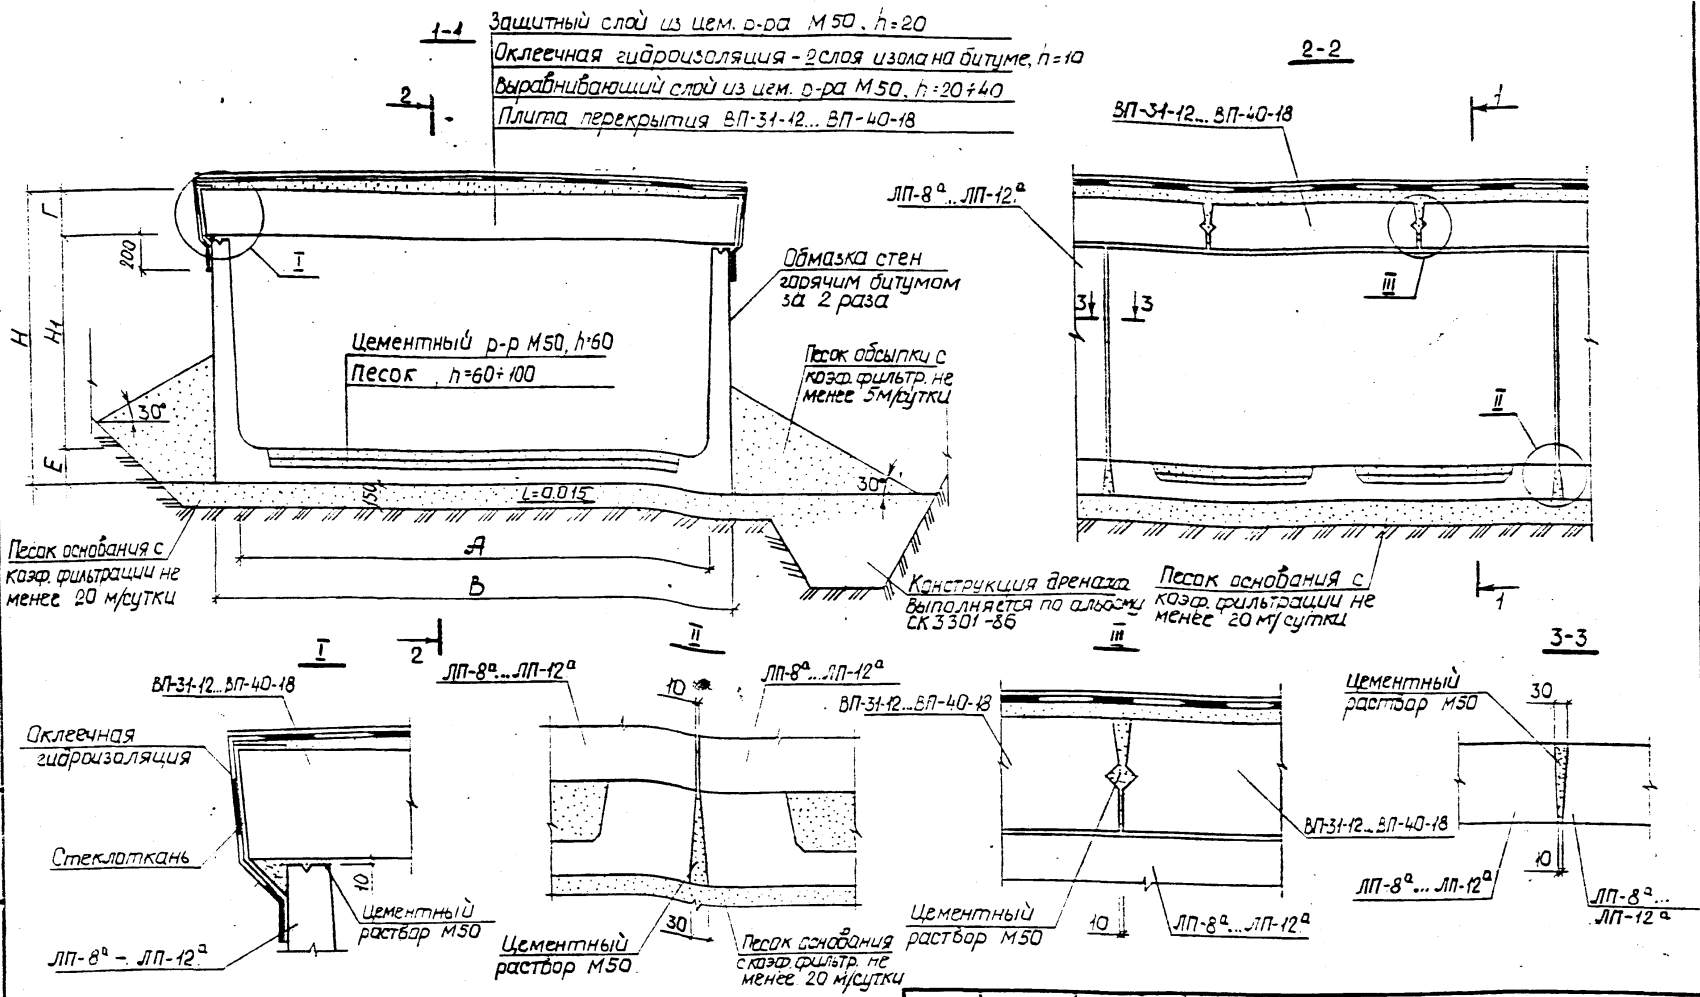 1-1
Защитный слой из цем. р-ра М50, h=20
Оклеечная гидроизоляция - 2 слоя изола на битуме, h=10
Выравнивающий слой из цем. р-ра М50, h=20÷40
Плита перекрытия ВП-31-12... ВП-40-18
2
Г
200
Н
Н1
Е
I
Обмазка стен
горячим битумом
за 2 раза
Цементный р-р М50, h=60
Песок , h=60÷100
Песок обсыпки с
коэф. фильтр. не
менее 5м/сутки
30°
30°
150
i=0.015
А
В
Песок основания с
коэф. фильтрации не
менее 20 м/сутки
Конструкция дренажа
выполняется по альбому
СК 3301-86
2
2-2
1
ВП-31-12... ВП-40-18
ЛП-8а... ЛП-12а
III
3
3
II
Песок основания с
коэф. фильтрации не
менее 20 м/сутки
1
I
ВП-31-12... ВП-40-18
Оклеечная
гидроизоляция
Стеклоткань
10
Цементный
раствор М50
ЛП-8а - ЛП-12а
II
ЛП-8а... ЛП-12а
10
ЛП-8а... ЛП-12а
30
Цементный
раствор М50.
Песок основания
с коэф. фильтр. не
менее 20 м/сутки
III
ВП-31-12... ВП-40-18
ВП-31-12... ВП-40-18
Цементный
раствор М50
10
ЛП-8а... ЛП-12а
3-3
Цементный
раствор М50
30
10
ЛП-8а... ЛП-12а
ЛП-8а...
ЛП-12а